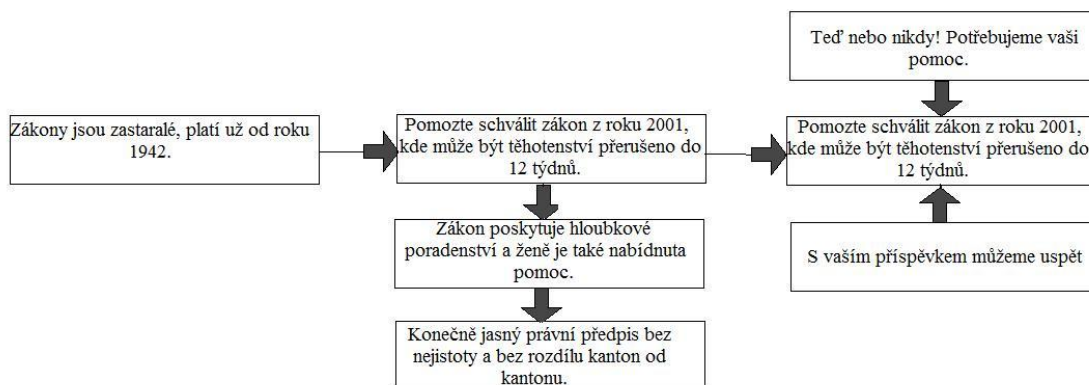 Zákony jsou zastaralé, platí už od roku
1942.
Pomozte schválit zákon z roku 2001,
kde může být těhotenství přerušeno do
12 týdnů.
Zákon poskytuje hloubkové
poradenství a ženě je také nabídnuta
pomoc.
Konečně jasný právní předpis bez
nejistoty a bez rozdílu kanton od
kantonu.
Teď nebo nikdy! Potřebujeme vaši
pomoc.
Pomozte schválit zákon z roku 2001,
kde může být těhotenství přerušeno do
12 týdnů.
S vaším příspěvkem můžeme uspět